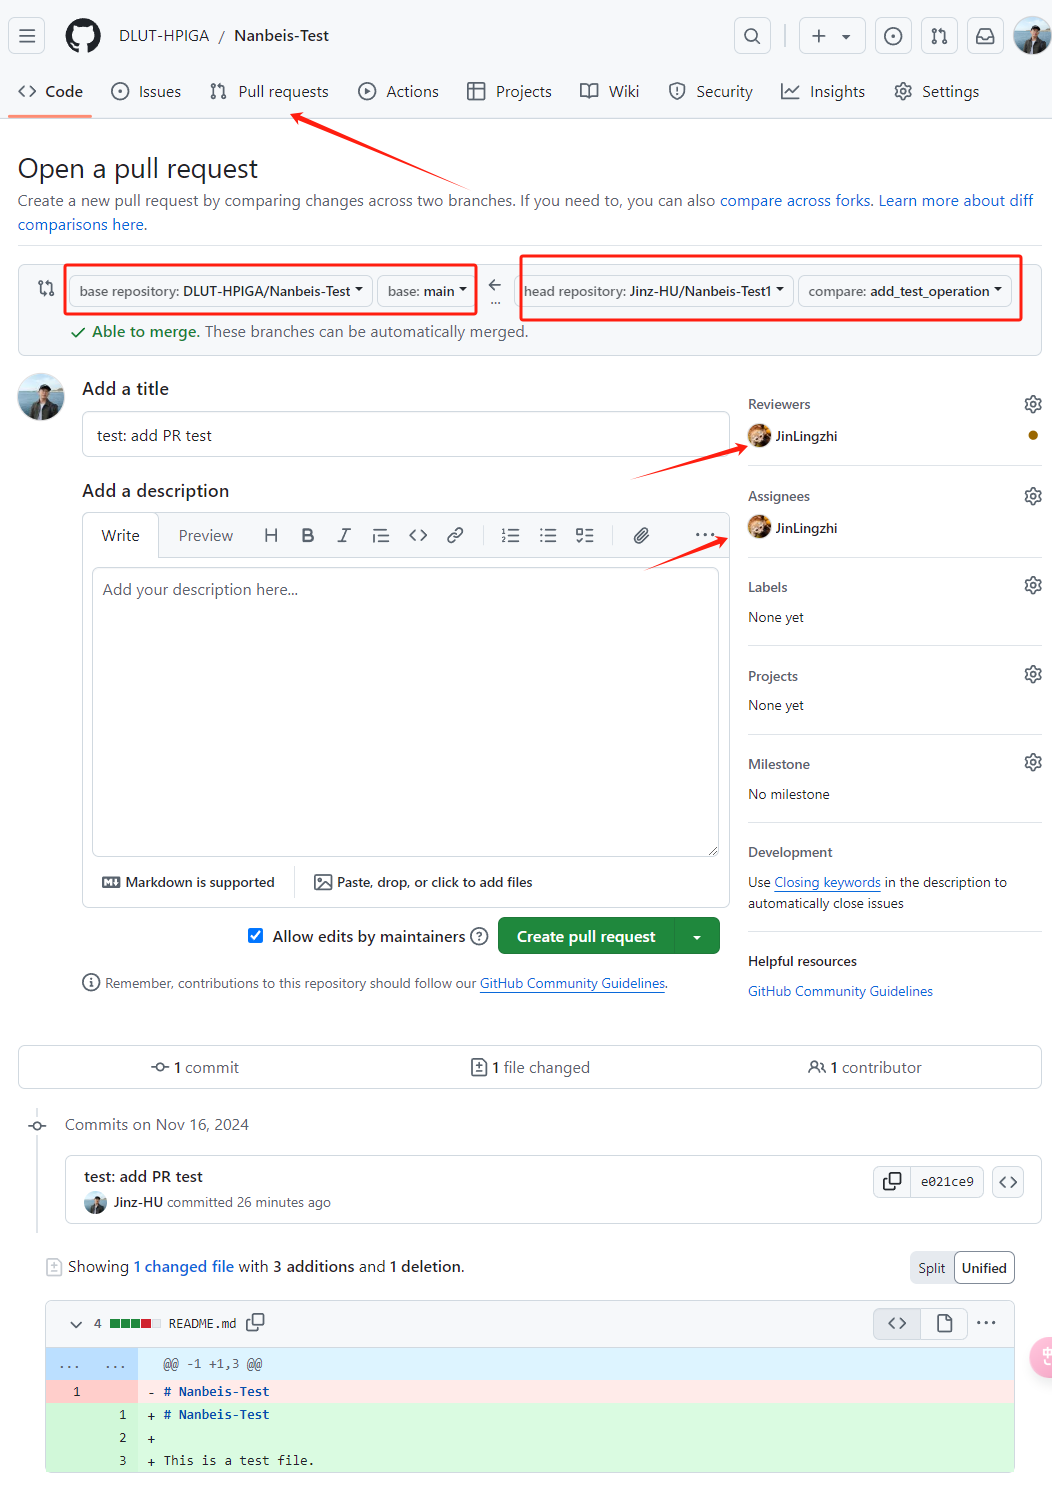 DLUT-HPIGA / Nanbeis-Test
Code Issues Pull requests Actions Projects Wiki Security Insights Settings
Open a pull request
Create a new pull request by comparing changes across two branches. If you need to, you can also compare across forks. Learn more about diff
comparisons here.
base repository: DLUT-HPIGA/Nanbeis-Test base: main ← ... head repository: Jinz-HU/Nanbeis-Test1 compare: add_test_operation
Able to merge. These branches can be automatically merged.
Add a title
test: add PR test
Add a description
Write Preview H B I
Add your description here...
Markdown is supported Paste, drop, or click to add files
Allow edits by maintainers Create pull request
Remember, contributions to this repository should follow our GitHub Community Guidelines.
Reviewers
JinLingzhi
Assignees
JinLingzhi
Labels
None yet
Projects
None yet
Milestone
No milestone
Development
Use Closing keywords in the description to
automatically close issues
Helpful resources
GitHub Community Guidelines
1 commit 1 file changed 1 contributor
Commits on Nov 16, 2024
test: add PR test
Jinz-HU committed 26 minutes ago
e021ce9
Showing 1 changed file with 3 additions and 1 deletion.
Split Unified
4 README.md
... ... @@ -1 +1,3 @@
1 - # Nanbeis-Test
1 + # Nanbeis-Test
2 +
3 + This is a test file.